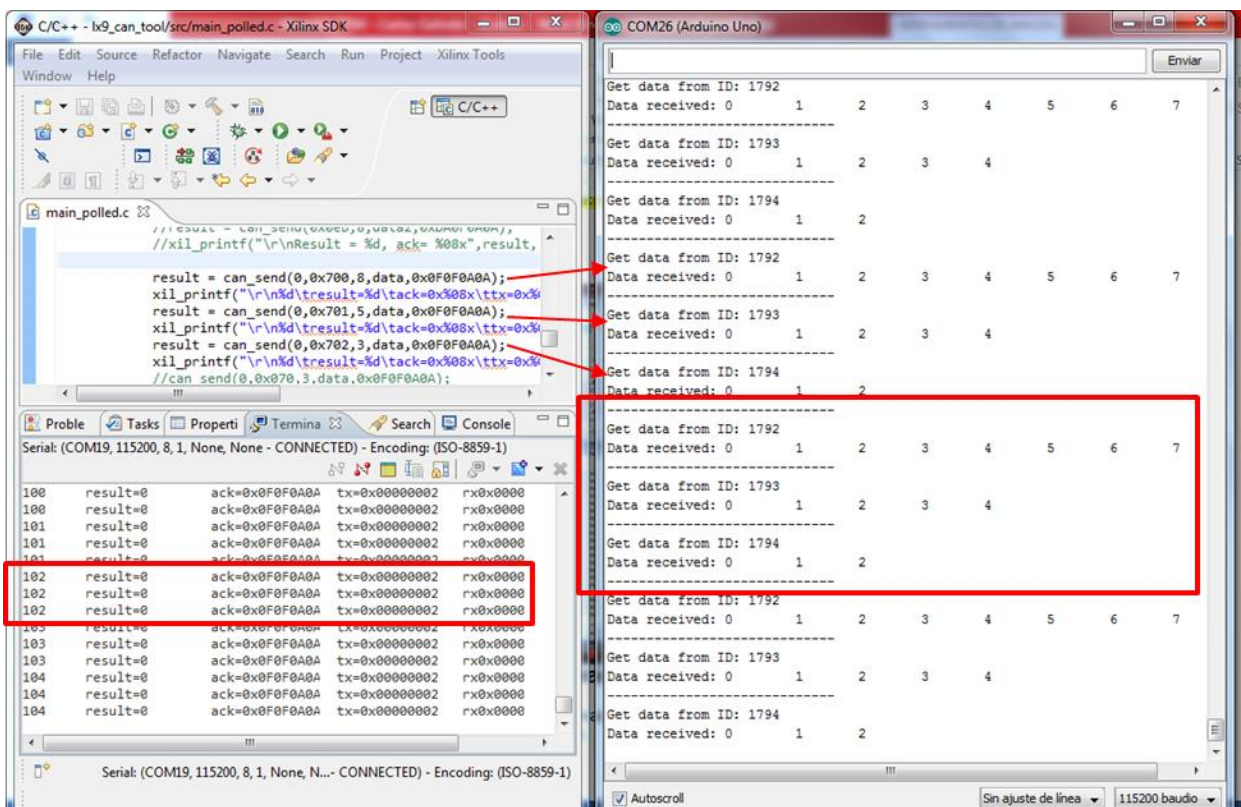 C/C++ - lx9_can_tool/src/main_polled.c - Xilinx SDK
File Edit Source Refactor Navigate Search Run Project Xilinx Tools
Window Help
C/C++
main_polled.c
//xil_printf("\r\nResult = %d, ack= %08x",result,
result = can_send(0,0x700,8,data,0x0F0F0A0A);
xil_printf("\r\n%d\tresult=%d\tack=0x%08x\ttx=0x%
result = can_send(0,0x701,5,data,0x0F0F0A0A);
xil_printf("\r\n%d\tresult=%d\tack=0x%08x\ttx=0x%
result = can_send(0,0x702,3,data,0x0F0F0A0A);
xil_printf("\r\n%d\tresult=%d\tack=0x%08x\ttx=0x%
//can_send(0,0x070,3,data,0x0F0F0A0A);
Proble Tasks Properti Termina Search Console
Serial: (COM19, 115200, 8, 1, None, None - CONNECTED) - Encoding: (ISO-8859-1)
100 result=0 ack=0x0F0F0A0A tx=0x00000002 rx0x0000
100 result=0 ack=0x0F0F0A0A tx=0x00000002 rx0x0000
101 result=0 ack=0x0F0F0A0A tx=0x00000002 rx0x0000
101 result=0 ack=0x0F0F0A0A tx=0x00000002 rx0x0000
101 result=0 ack=0x0F0F0A0A tx=0x00000002 rx0x0000
102 result=0 ack=0x0F0F0A0A tx=0x00000002 rx0x0000
102 result=0 ack=0x0F0F0A0A tx=0x00000002 rx0x0000
102 result=0 ack=0x0F0F0A0A tx=0x00000002 rx0x0000
103 result=0 ack=0x0F0F0A0A tx=0x00000002 rx0x0000
103 result=0 ack=0x0F0F0A0A tx=0x00000002 rx0x0000
103 result=0 ack=0x0F0F0A0A tx=0x00000002 rx0x0000
104 result=0 ack=0x0F0F0A0A tx=0x00000002 rx0x0000
104 result=0 ack=0x0F0F0A0A tx=0x00000002 rx0x0000
104 result=0 ack=0x0F0F0A0A tx=0x00000002 rx0x0000
Serial: (COM19, 115200, 8, 1, None, N...- CONNECTED) - Encoding: (ISO-8859-1)
COM26 (Arduino Uno)
Enviar
Get data from ID: 1792
Data received: 0 1 2 3 4 5 6 7
------------------------------
Get data from ID: 1793
Data received: 0 1 2 3 4
------------------------------
Get data from ID: 1794
Data received: 0 1 2
------------------------------
Get data from ID: 1792
Data received: 0 1 2 3 4 5 6 7
------------------------------
Get data from ID: 1793
Data received: 0 1 2 3 4
------------------------------
Get data from ID: 1794
Data received: 0 1 2
------------------------------
Get data from ID: 1792
Data received: 0 1 2 3 4 5 6 7
------------------------------
Get data from ID: 1793
Data received: 0 1 2 3 4
------------------------------
Get data from ID: 1794
Data received: 0 1 2
------------------------------
Get data from ID: 1792
Data received: 0 1 2 3 4 5 6 7
------------------------------
Get data from ID: 1793
Data received: 0 1 2 3 4
------------------------------
Get data from ID: 1794
Data received: 0 1 2
Autoscroll
Sin ajuste de línea
115200 baudio